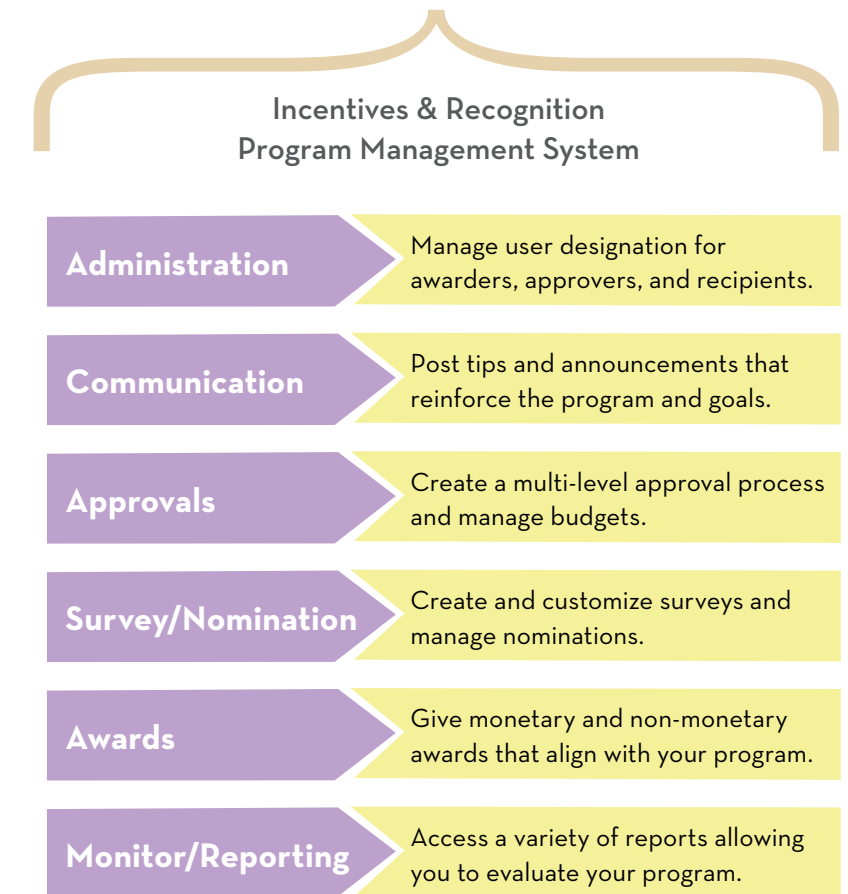 Incentives & Recognition
Program Management System
Administration
Manage user designation for
awarders, approvers, and recipients.
Communication
Post tips and announcements that
reinforce the program and goals.
Approvals
Create a multi-level approval process
and manage budgets.
Survey/Nomination
Create and customize surveys and
manage nominations.
Awards
Give monetary and non-monetary
awards that align with your program.
Monitor/Reporting
Access a variety of reports allowing
you to evaluate your program.